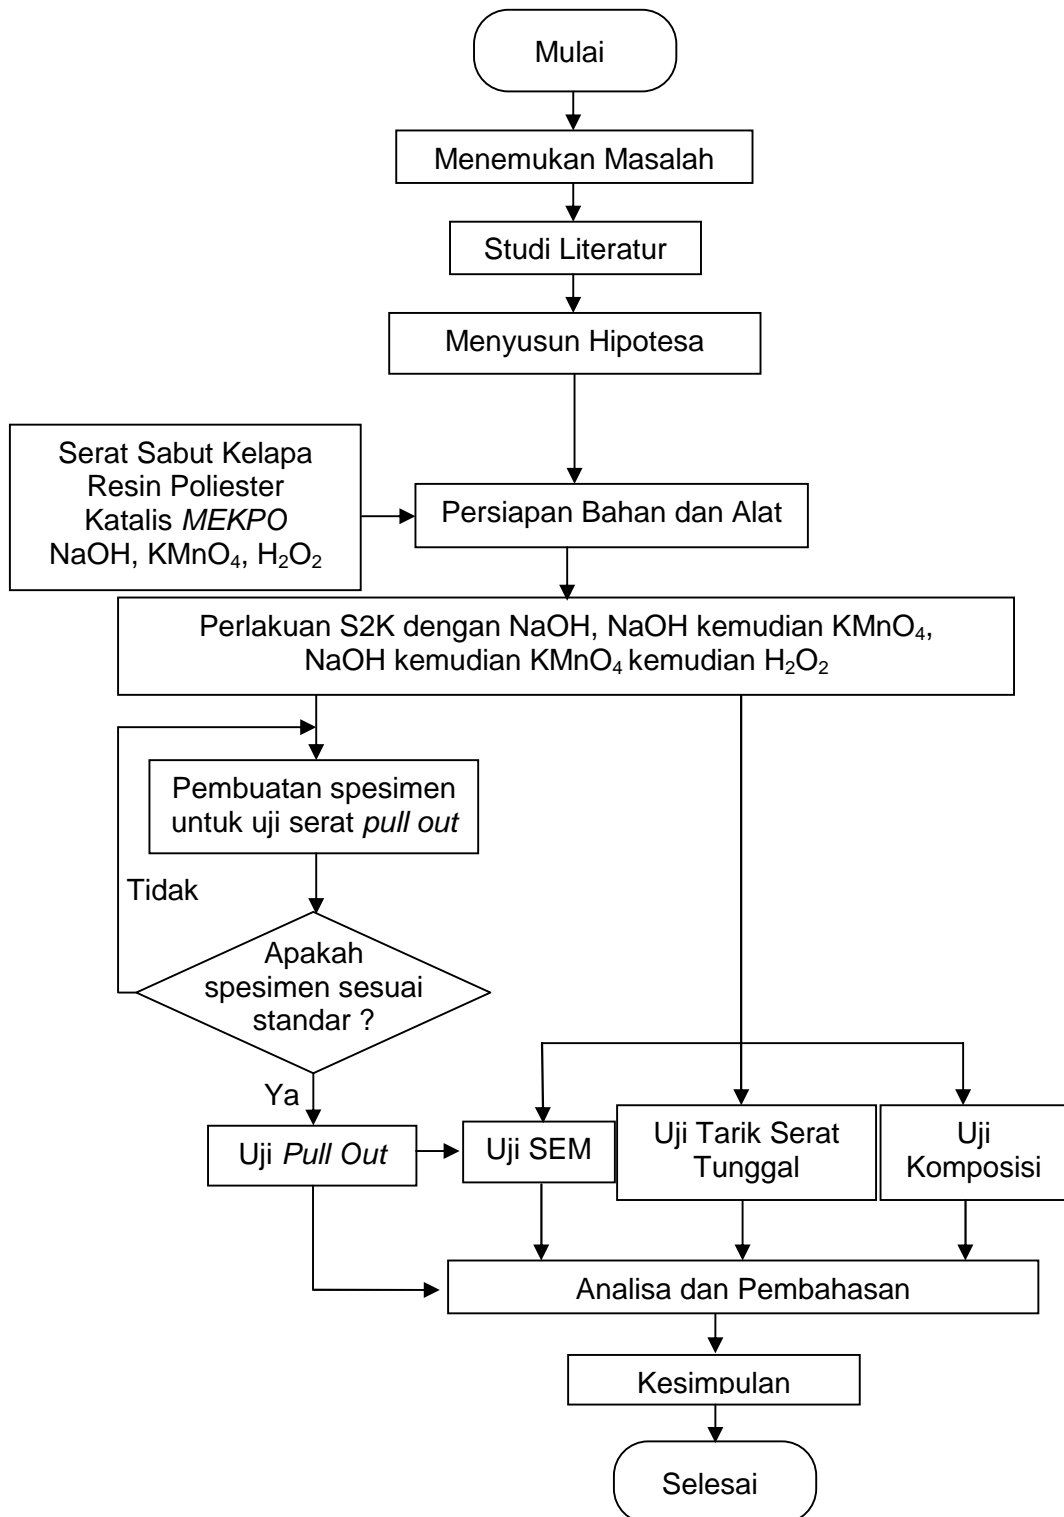 Mulai
Menemukan Masalah
Studi Literatur
Menyusun Hipotesa
Serat Sabut Kelapa
Resin Poliester
Katalis MEKPO
NaOH, KMnO₄, H₂O₂
Persiapan Bahan dan Alat
Perlakuan S2K dengan NaOH, NaOH kemudian KMnO₄,
NaOH kemudian KMnO₄ kemudian H₂O₂
Pembuatan spesimen
untuk uji serat pull out
Tidak
Apakah
spesimen sesuai
standar ?
Ya
Uji Pull Out
Uji SEM
Uji Tarik Serat
Tunggal
Uji
Komposisi
Analisa dan Pembahasan
Kesimpulan
Selesai